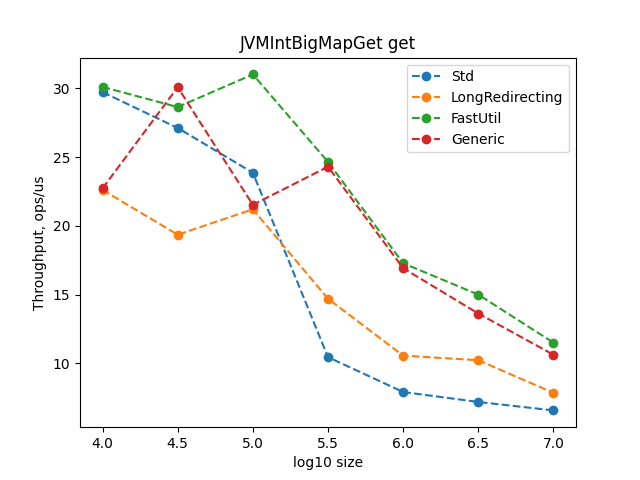 JVMIntBigMapGet get
Throughput, ops/us
30
25
20
15
10
Std
LongRedirecting
FastUtil
Generic
4.0 4.5 5.0 5.5 6.0 6.5 7.0
log10 size